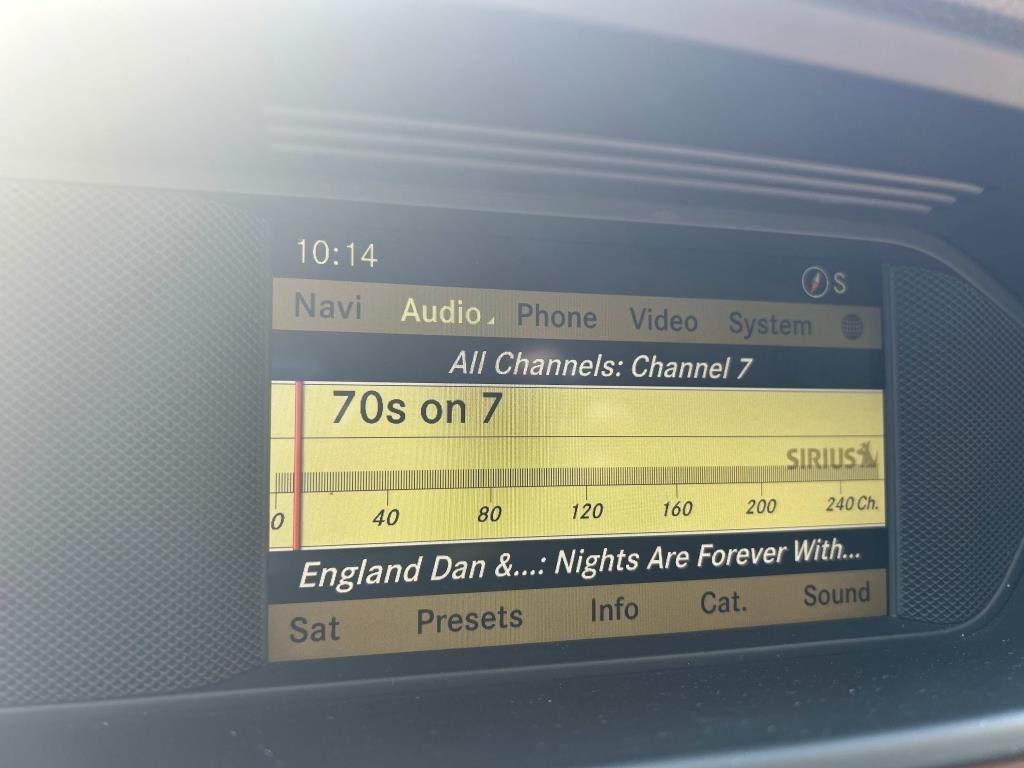 10:14
S
Navi Audio Phone Video System
All Channels: Channel 7
70s on 7
SIRIUS
0 40 80 120 160 200 240 Ch.
England Dan &...: Nights Are Forever With...
Sat Presets Info Cat. Sound